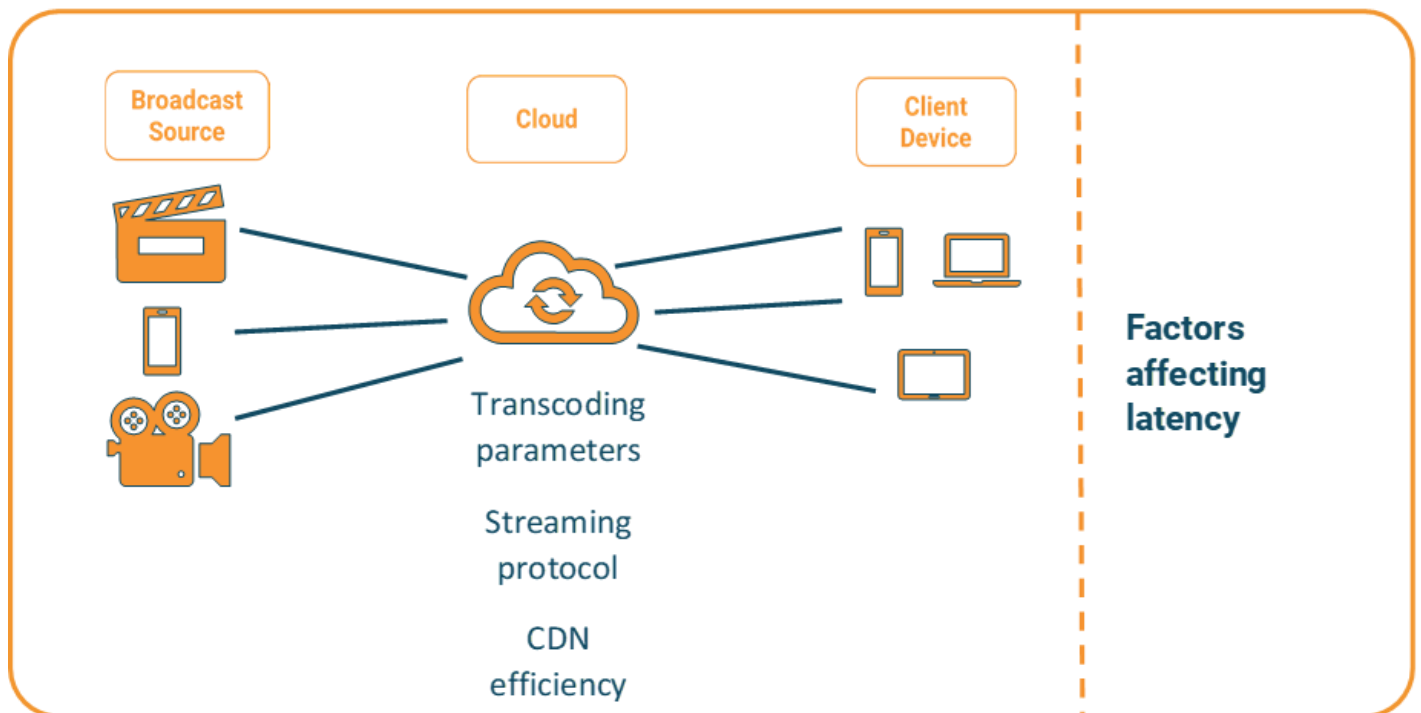 Broadcast
Source
Cloud
Client
Device
Transcoding
parameters
Streaming
protocol
CDN
efficiency
Factors
affecting
latency